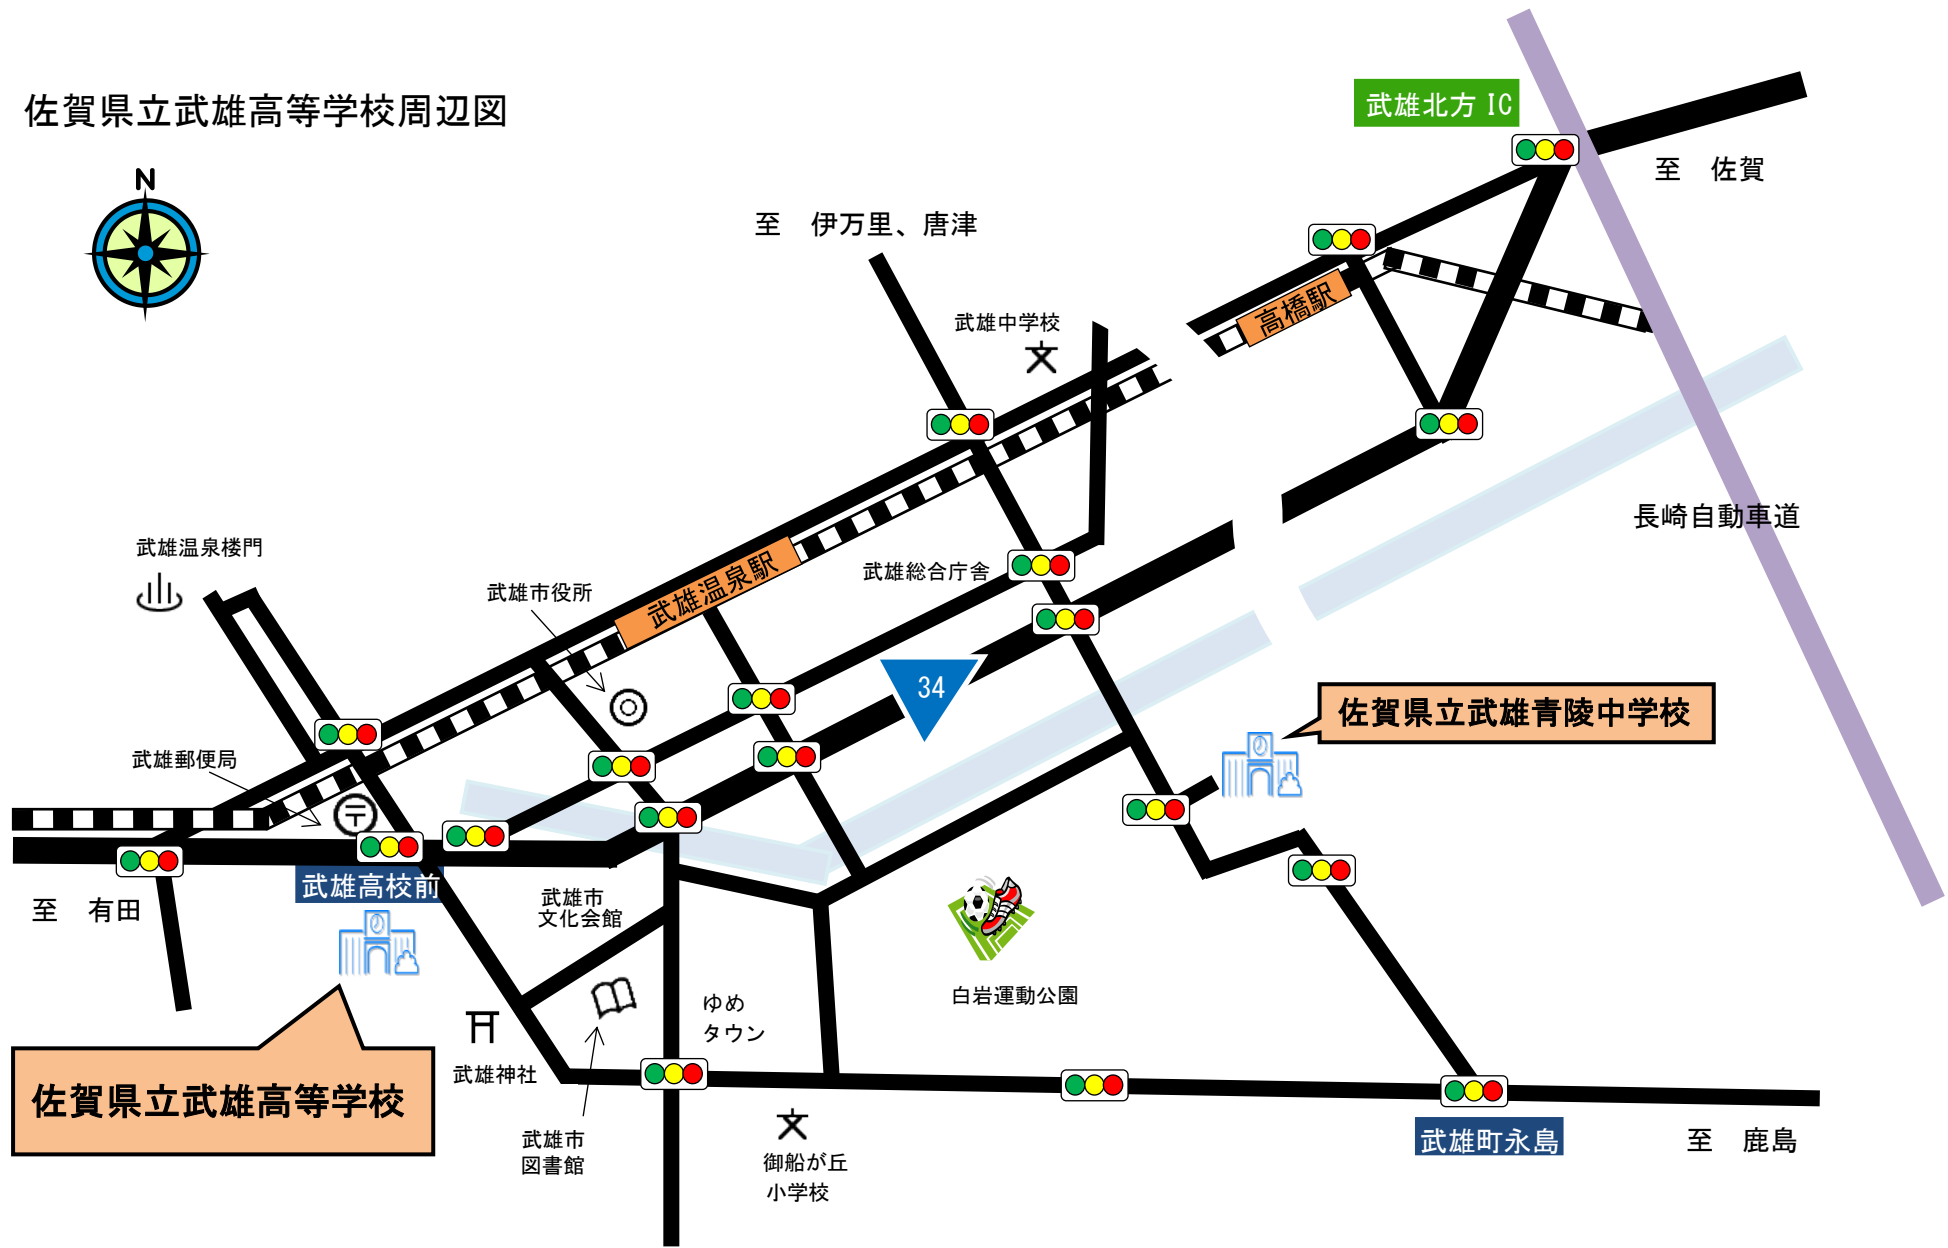 佐賀県立武雄高等学校周辺図
武雄北方 IC
N
至　佐賀
至　伊万里、唐津
武雄中学校
高橋駅
長崎自動車道
武雄温泉楼門
武雄市役所
武雄温泉駅
武雄総合庁舎
34
佐賀県立武雄青陵中学校
武雄郵便局
武雄高校前
至　有田
武雄市
文化会館
白岩運動公園
ゆめ
タウン
武雄神社
佐賀県立武雄高等学校
武雄市
図書館
御船が丘
小学校
武雄町永島
至　鹿島